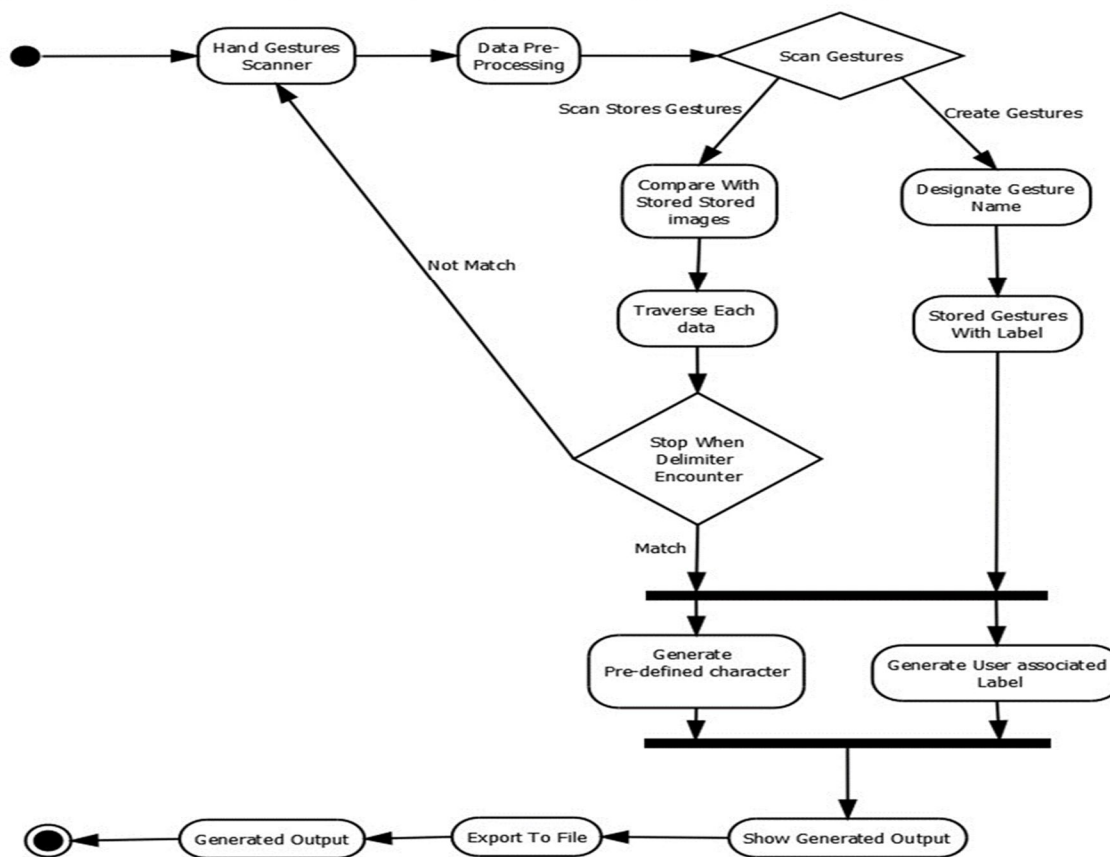 Hand Gestures
Scanner
Data Pre-
Processing
Scan Gestures
Scan Stores Gestures
Create Gestures
Compare With
Stored Stored
images
Designate Gesture
Name
Not Match
Traverse Each
data
Stored Gestures
With Label
Stop When
Delimiter
Encounter
Match
Generate
Pre-defined character
Generate User associated
Label
Generated Output
Export To File
Show Generated Output